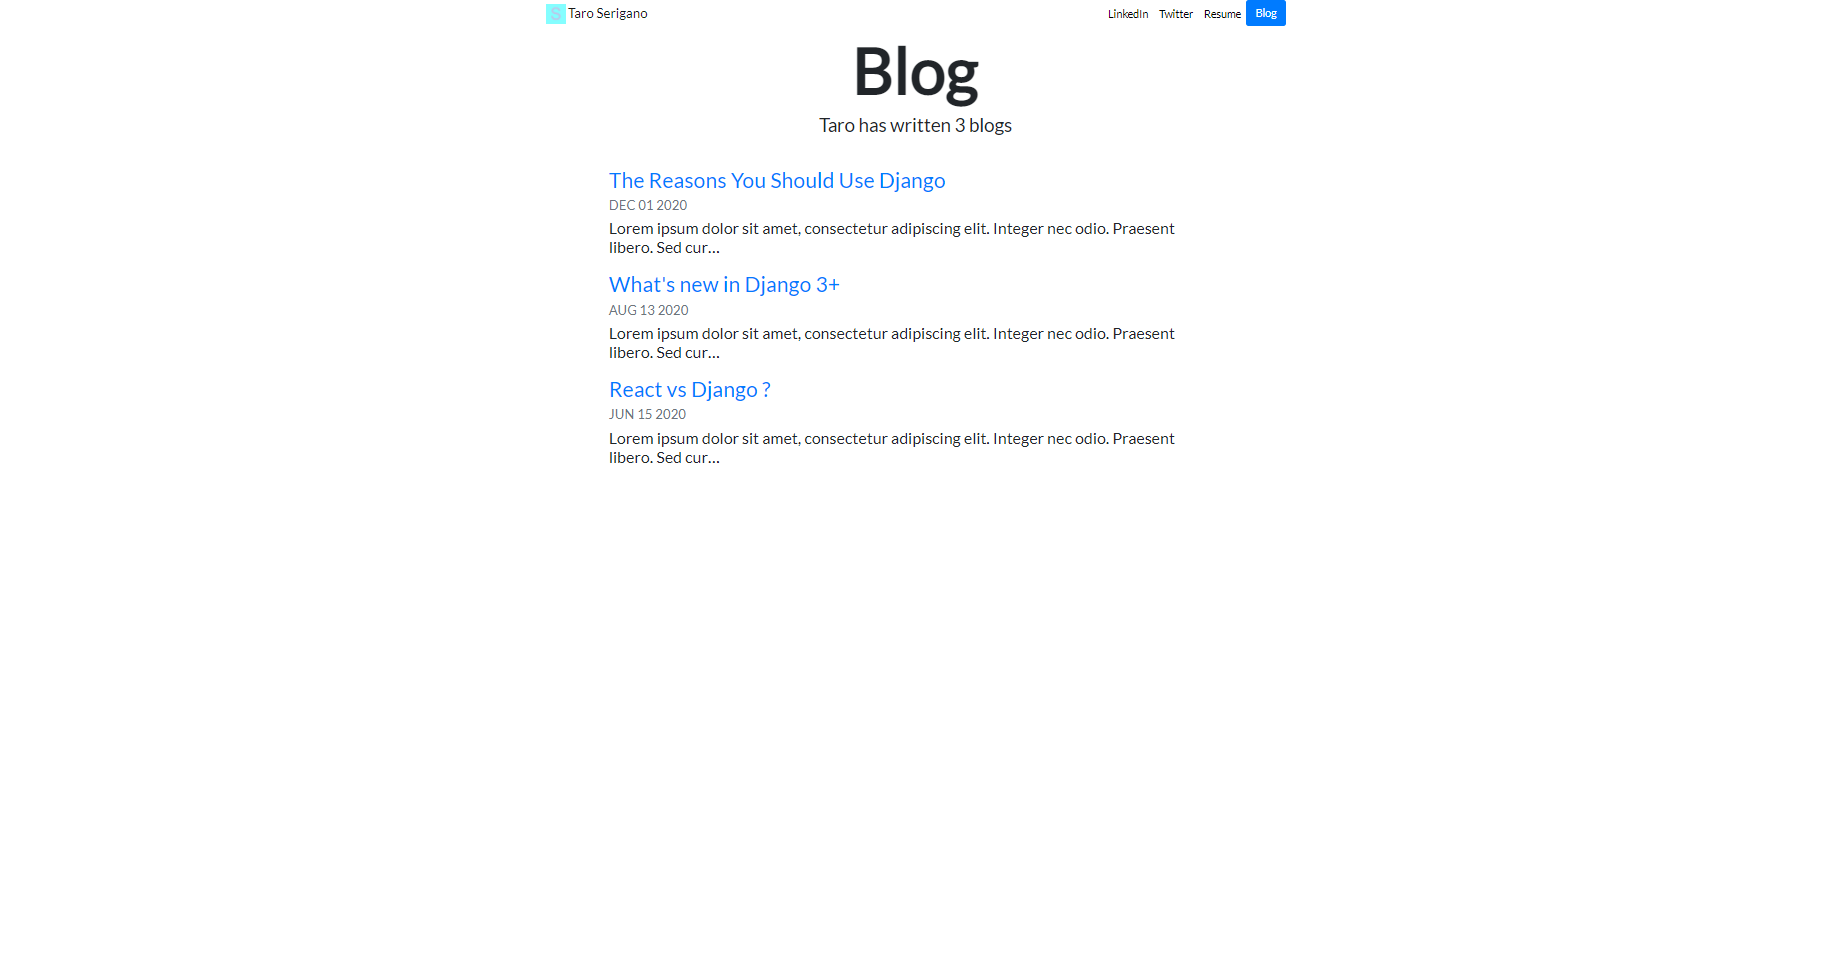 S Taro Serigano
LinkedIn Twitter Resume Blog
Blog
Taro has written 3 blogs
The Reasons You Should Use Django
DEC 01 2020
Lorem ipsum dolor sit amet, consectetur adipiscing elit. Integer nec odio. Praesent
libero. Sed cur…
What's new in Django 3+
AUG 13 2020
Lorem ipsum dolor sit amet, consectetur adipiscing elit. Integer nec odio. Praesent
libero. Sed cur…
React vs Django ?
JUN 15 2020
Lorem ipsum dolor sit amet, consectetur adipiscing elit. Integer nec odio. Praesent
libero. Sed cur…